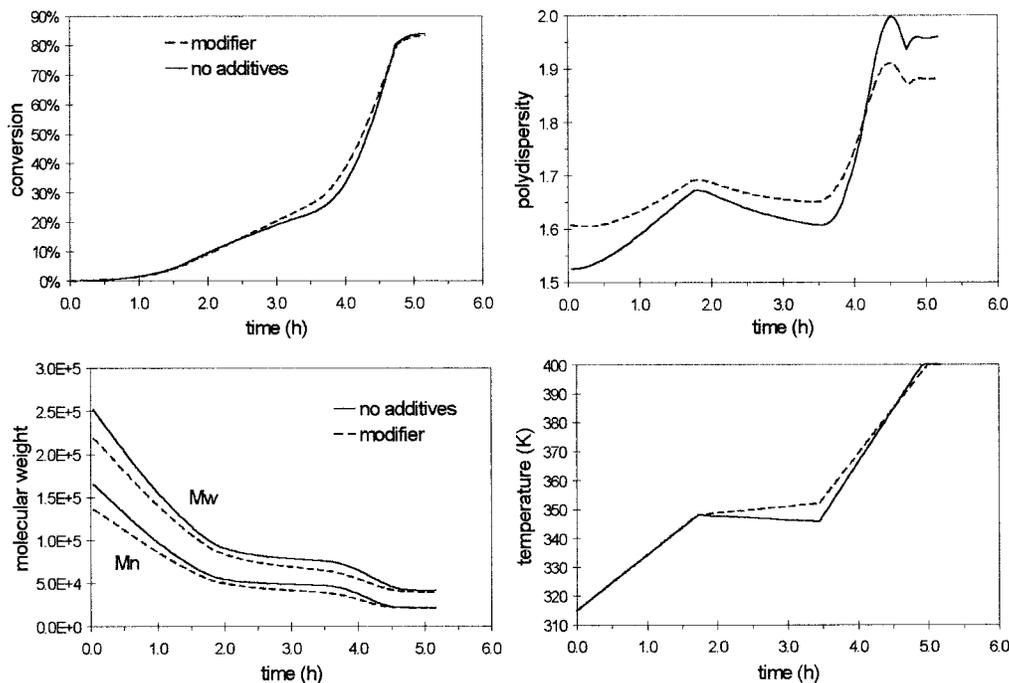 90%
80%
70%
60%
50%
40%
30%
20%
10%
0%
conversion
modifier
no additives
0.0 1.0 2.0 3.0 4.0 5.0 6.0
time (h)
2.0
1.9
1.8
1.7
1.6
1.5
polydispersity
0.0 1.0 2.0 3.0 4.0 5.0 6.0
time (h)
3.0E+5
2.5E+5
2.0E+5
1.5E+5
1.0E+5
5.0E+4
0.0E+0
molecular weight
no additives
modifier
Mw
Mn
0.0 1.0 2.0 3.0 4.0 5.0 6.0
time (h)
400
390
380
370
360
350
340
330
320
310
temperature (K)
0.0 1.0 2.0 3.0 4.0 5.0 6.0
time (h)